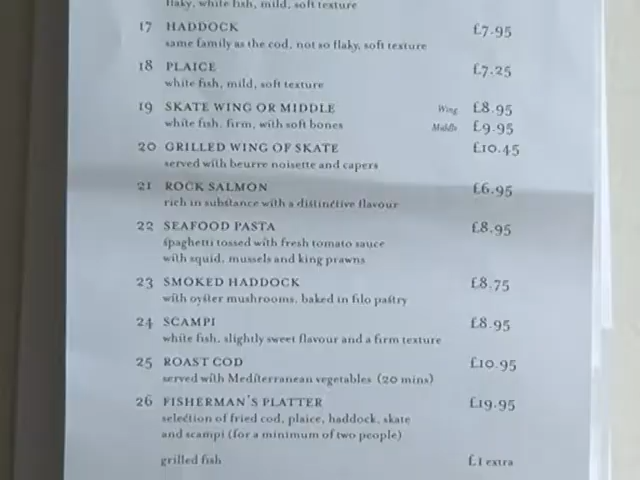 flaky, white fish, mild, soft texture
17 HADDOCK £7.95
same family as the cod, not so flaky, soft texture
18 PLAICE £7.25
white fish, mild, soft texture
19 SKATE WING OR MIDDLE Wing £8.95
white fish, firm, with soft bones Middle £9.95
20 GRILLED WING OF SKATE £10.45
served with beurre noisette and capers
21 ROCK SALMON £6.95
rich in substance with a distinctive flavour
22 SEAFOOD PASTA £8.95
spaghetti tossed with fresh tomato sauce
with squid, mussels and king prawns
23 SMOKED HADDOCK £8.75
with oyster mushrooms, baked in filo pastry
24 SCAMPI £8.95
white fish, slightly sweet flavour and a firm texture
25 ROAST COD £10.95
served with Mediterranean vegetables (20 mins)
26 FISHERMAN'S PLATTER £19.95
selection of fried cod, plaice, haddock, skate
and scampi (for a minimum of two people)
grilled fish £1 extra